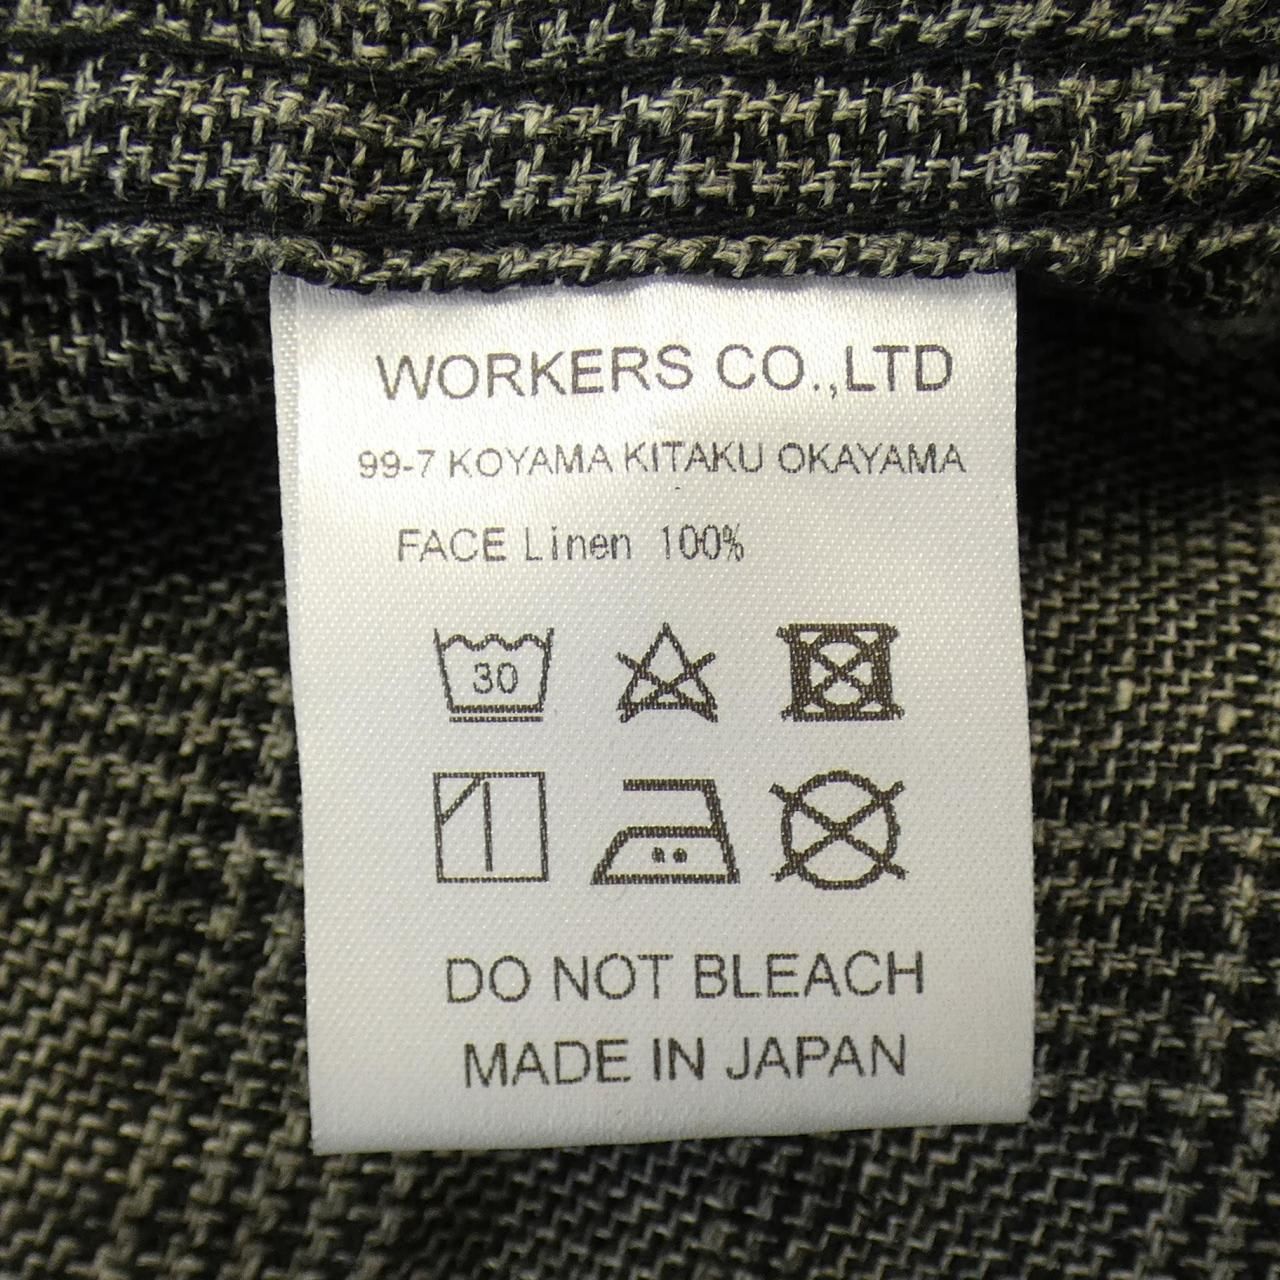 WORKERS CO.,LTD
99-7 KOYAMA KITAKU OKAYAMA
FACE Linen 100%
30
DO NOT BLEACH
MADE IN JAPAN